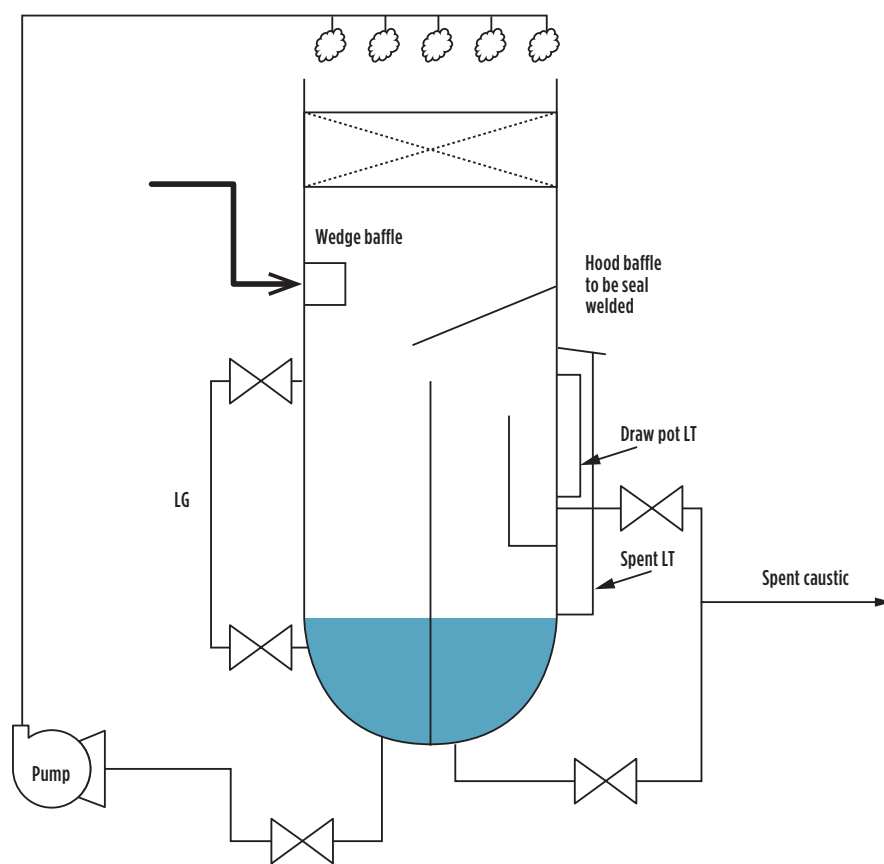 Wedge baffle
Hood baffle
to be seal
welded
Draw pot LT
LG
Spent LT
Spent caustic
Pump